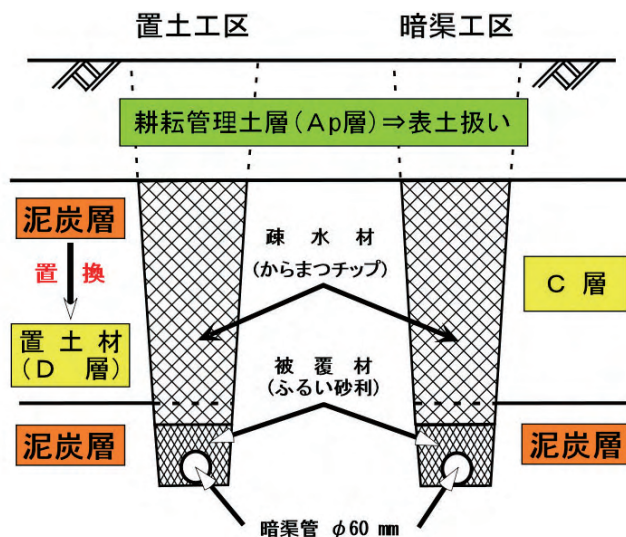 置土工区
暗渠工区
耕耘管理土層(Ap層)⇒表土扱い
泥炭層
置換
置土材
(D層)
疎水材
(からまつチップ)
C層
被覆材
(ふるい砂利)
泥炭層
泥炭層
暗渠管 φ60 mm